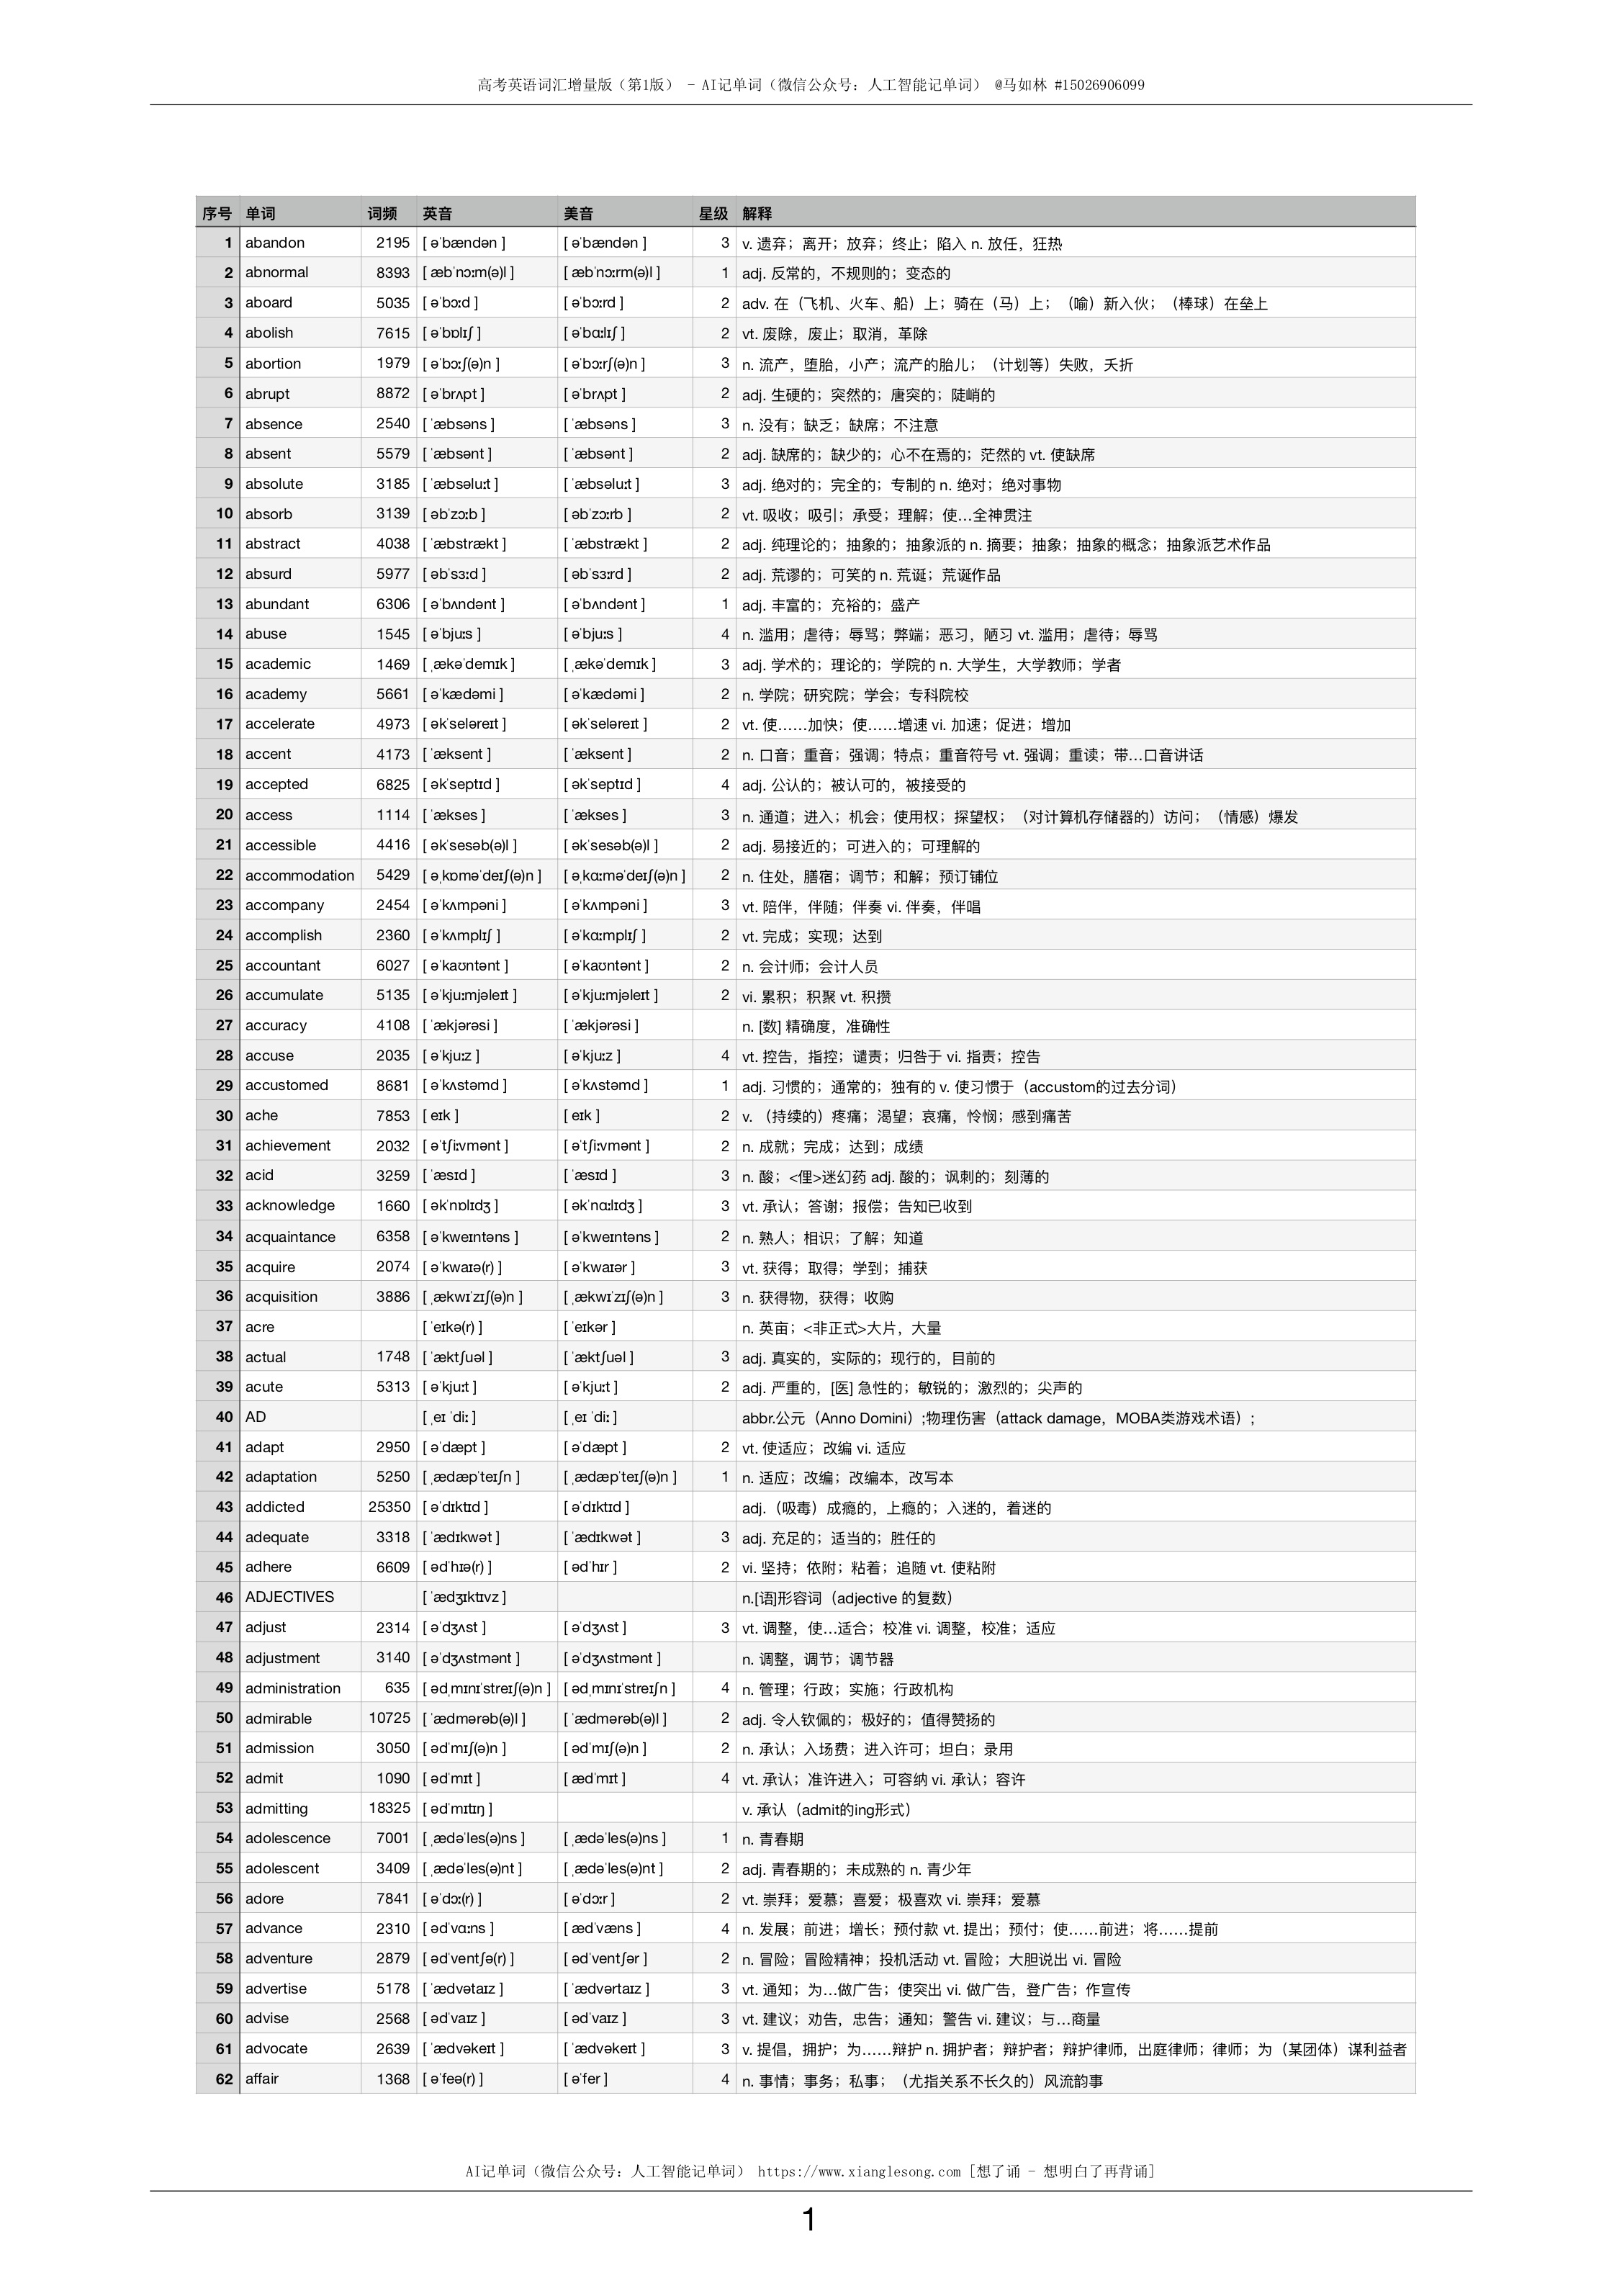 高考英语词汇增量版（第1版） - AI记单词（微信公众号：人工智能记单词） @马如林 #15026906099
序号 单词 词频 英音 美音 星级 解释
1 abandon 2195 [ əˈbændən ] [ əˈbændən ] 3 v. 遗弃；离开；放弃；终止；陷入 n. 放任，狂热
2 abnormal 8393 [ æbˈnɔːm(ə)l ] [ æbˈnɔːrm(ə)l ] 1 adj. 反常的，不规则的；变态的
3 aboard 5035 [ əˈbɔːd ] [ əˈbɔːrd ] 2 adv. 在（飞机、火车、船）上；骑在（马）上；（喻）新入伙；（棒球）在垒上
4 abolish 7615 [ əˈbɒlɪʃ ] [ əˈbɑːlɪʃ ] 2 vt. 废除，废止；取消，革除
5 abortion 1979 [ əˈbɔːʃ(ə)n ] [ əˈbɔːrʃ(ə)n ] 3 n. 流产，堕胎，小产；流产的胎儿；（计划等）失败，夭折
6 abrupt 8872 [ əˈbrʌpt ] [ əˈbrʌpt ] 2 adj. 生硬的；突然的；唐突的；陡峭的
7 absence 2540 [ ˈæbsəns ] [ ˈæbsəns ] 3 n. 没有；缺乏；缺席；不注意
8 absent 5579 [ ˈæbsənt ] [ ˈæbsənt ] 2 adj. 缺席的；缺少的；心不在焉的；茫然的 vt. 使缺席
9 absolute 3185 [ ˈæbsəluːt ] [ ˈæbsəluːt ] 3 adj. 绝对的；完全的；专制的 n. 绝对；绝对事物
10 absorb 3139 [ əbˈzɔːb ] [ əbˈzɔːrb ] 2 vt. 吸收；吸引；承受；理解；使…全神贯注
11 abstract 4038 [ ˈæbstrækt ] [ ˈæbstrækt ] 2 adj. 纯理论的；抽象的；抽象派的 n. 摘要；抽象；抽象的概念；抽象派艺术作品
12 absurd 5977 [ əbˈsɜːd ] [ əbˈsɜːrd ] 2 adj. 荒谬的；可笑的 n. 荒诞；荒诞作品
13 abundant 6306 [ əˈbʌndənt ] [ əˈbʌndənt ] 1 adj. 丰富的；充裕的；盛产
14 abuse 1545 [ əˈbjuːs ] [ əˈbjuːs ] 4 n. 滥用；虐待；辱骂；弊端；恶习，陋习 vt. 滥用；虐待；辱骂
15 academic 1469 [ ˌækəˈdemɪk ] [ ˌækəˈdemɪk ] 3 adj. 学术的；理论的；学院的 n. 大学生，大学教师；学者
16 academy 5661 [ əˈkædəmi ] [ əˈkædəmi ] 2 n. 学院；研究院；学会；专科院校
17 accelerate 4973 [ əkˈseləreɪt ] [ əkˈseləreɪt ] 2 vt. 使……加快；使……增速 vi. 加速；促进；增加
18 accent 4173 [ ˈæksent ] [ ˈæksent ] 2 n. 口音；重音；强调；特点；重音符号 vt. 强调；重读；带…口音讲话
19 accepted 6825 [ əkˈseptɪd ] [ əkˈseptɪd ] 4 adj. 公认的；被认可的，被接受的
20 access 1114 [ ˈækses ] [ ˈækses ] 3 n. 通道；进入；机会；使用权；探望权；（对计算机存储器的）访问；（情感）爆发
21 accessible 4416 [ əkˈsesəb(ə)l ] [ əkˈsesəb(ə)l ] 2 adj. 易接近的；可进入的；可理解的
22 accommodation 5429 [ əˌkɒməˈdeɪʃ(ə)n ] [ əˌkɑːməˈdeɪʃ(ə)n ] 2 n. 住处，膳宿；调节；和解；预订铺位
23 accompany 2454 [ əˈkʌmpəni ] [ əˈkʌmpəni ] 3 vt. 陪伴，伴随；伴奏 vi. 伴奏，伴唱
24 accomplish 2360 [ əˈkʌmplɪʃ ] [ əˈkɑːmplɪʃ ] 2 vt. 完成；实现；达到
25 accountant 6027 [ əˈkaʊntənt ] [ əˈkaʊntənt ] 2 n. 会计师；会计人员
26 accumulate 5135 [ əˈkjuːmjəleɪt ] [ əˈkjuːmjəleɪt ] 2 vi. 累积；积聚 vt. 积攒
27 accuracy 4108 [ ˈækjərəsi ] [ ˈækjərəsi ] n. [数] 精确度，准确性
28 accuse 2035 [ əˈkjuːz ] [ əˈkjuːz ] 4 vt. 控告，指控；谴责；归咎于 vi. 指责；控告
29 accustomed 8681 [ əˈkʌstəmd ] [ əˈkʌstəmd ] 1 adj. 习惯的；通常的；独有的 v. 使习惯于（accustom的过去分词）
30 ache 7853 [ eɪk ] [ eɪk ] 2 v. （持续的）疼痛；渴望；哀痛，怜悯；感到痛苦
31 achievement 2032 [ əˈtʃiːvmənt ] [ əˈtʃiːvmənt ] 2 n. 成就；完成；达到；成绩
32 acid 3259 [ ˈæsɪd ] [ ˈæsɪd ] 3 n. 酸；<俚>迷幻药 adj. 酸的；讽刺的；刻薄的
33 acknowledge 1660 [ əkˈnɒlɪdʒ ] [ əkˈnɑːlɪdʒ ] 3 vt. 承认；答谢；报偿；告知已收到
34 acquaintance 6358 [ əˈkweɪntəns ] [ əˈkweɪntəns ] 2 n. 熟人；相识；了解；知道
35 acquire 2074 [ əˈkwaɪə(r) ] [ əˈkwaɪər ] 3 vt. 获得；取得；学到；捕获
36 acquisition 3886 [ ˌækwɪˈzɪʃ(ə)n ] [ ˌækwɪˈzɪʃ(ə)n ] 3 n. 获得物，获得；收购
37 acre [ ˈeɪkə(r) ] [ ˈeɪkər ] n. 英亩；<非正式>大片，大量
38 actual 1748 [ ˈæktʃuəl ] [ ˈæktʃuəl ] 3 adj. 真实的，实际的；现行的，目前的
39 acute 5313 [ əˈkjuːt ] [ əˈkjuːt ] 2 adj. 严重的，[医] 急性的；敏锐的；激烈的；尖声的
40 AD [ ˌeɪ ˈdiː ] [ ˌeɪ ˈdiː ] abbr.公元（Anno Domini）;物理伤害（attack damage，MOBA类游戏术语）;
41 adapt 2950 [ əˈdæpt ] [ əˈdæpt ] 2 vt. 使适应；改编 vi. 适应
42 adaptation 5250 [ ˌædæpˈteɪʃn ] [ ˌædæpˈteɪʃ(ə)n ] 1 n. 适应；改编；改编本，改写本
43 addicted 25350 [ əˈdɪktɪd ] [ əˈdɪktɪd ] adj.（吸毒）成瘾的，上瘾的；入迷的，着迷的
44 adequate 3318 [ ˈædɪkwət ] [ ˈædɪkwət ] 3 adj. 充足的；适当的；胜任的
45 adhere 6609 [ ədˈhɪə(r) ] [ ədˈhɪr ] 2 vi. 坚持；依附；粘着；追随 vt. 使粘附
46 ADJECTIVES [ ˈædʒɪktɪvz ] n.[语]形容词（adjective 的复数）
47 adjust 2314 [ əˈdʒʌst ] [ əˈdʒʌst ] 3 vt. 调整，使…适合；校准 vi. 调整，校准；适应
48 adjustment 3140 [ əˈdʒʌstmənt ] [ əˈdʒʌstmənt ] n. 调整，调节；调节器
49 administration 635 [ ədˌmɪnɪˈstreɪʃ(ə)n ] [ ədˌmɪnɪˈstreɪʃn ] 4 n. 管理；行政；实施；行政机构
50 admirable 10725 [ ˈædmərəb(ə)l ] [ ˈædmərəb(ə)l ] 2 adj. 令人钦佩的；极好的；值得赞扬的
51 admission 3050 [ ədˈmɪʃ(ə)n ] [ ədˈmɪʃ(ə)n ] 2 n. 承认；入场费；进入许可；坦白；录用
52 admit 1090 [ ədˈmɪt ] [ ædˈmɪt ] 4 vt. 承认；准许进入；可容纳 vi. 承认；容许
53 admitting 18325 [ ədˈmɪtɪŋ ] v. 承认（admit的ing形式）
54 adolescence 7001 [ ˌædəˈles(ə)ns ] [ ˌædəˈles(ə)ns ] 1 n. 青春期
55 adolescent 3409 [ ˌædəˈles(ə)nt ] [ ˌædəˈles(ə)nt ] 2 adj. 青春期的；未成熟的 n. 青少年
56 adore 7841 [ əˈdɔː(r) ] [ əˈdɔːr ] 2 vt. 崇拜；爱慕；喜爱；极喜欢 vi. 崇拜；爱慕
57 advance 2310 [ ədˈvɑːns ] [ ædˈvæns ] 4 n. 发展；前进；增长；预付款 vt. 提出；预付；使……前进；将……提前
58 adventure 2879 [ ədˈventʃə(r) ] [ ədˈventʃər ] 2 n. 冒险；冒险精神；投机活动 vt. 冒险；大胆说出 vi. 冒险
59 advertise 5178 [ ˈædvətaɪz ] [ ˈædvərtaɪz ] 3 vt. 通知；为…做广告；使突出 vi. 做广告，登广告；作宣传
60 advise 2568 [ ədˈvaɪz ] [ ədˈvaɪz ] 3 vt. 建议；劝告，忠告；通知；警告 vi. 建议；与…商量
61 advocate 2639 [ ˈædvəkeɪt ] [ ˈædvəkeɪt ] 3 v. 提倡，拥护；为……辩护 n. 拥护者；辩护者；辩护律师，出庭律师；律师；为（某团体）谋利益者
62 affair 1368 [ əˈfeə(r) ] [ əˈfer ] 4 n. 事情；事务；私事；（尤指关系不长久的）风流韵事
AI记单词（微信公众号：人工智能记单词） https://www.xianglesong.com [想了诵 - 想明白了再背诵]
1